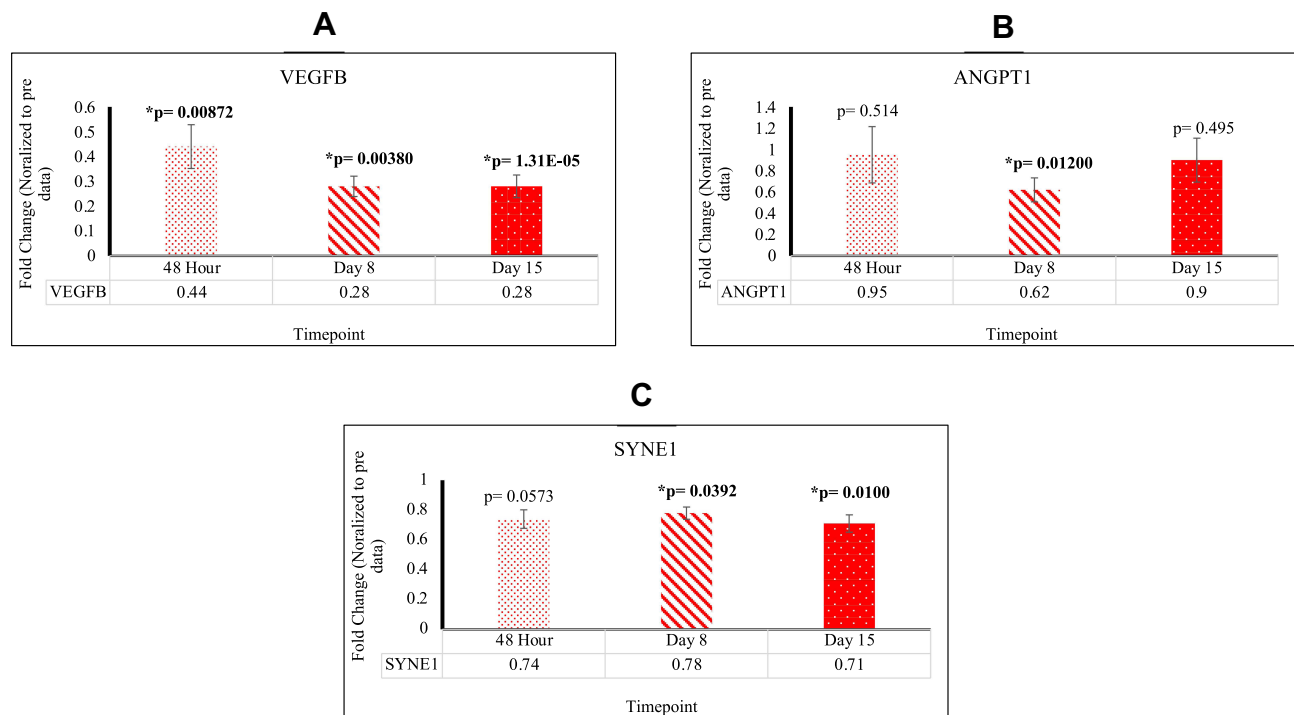 A
VEGFB
Fold Change (Noralized to pre
data)
0.6
0.5
0.4
0.3
0.2
0.1
0
*p= 0.00872
*p= 0.00380
*p= 1.31E-05
48 Hour Day 8 Day 15
VEGFB 0.44 0.28 0.28
Timepoint
B
ANGPT1
Fold Change (Noralized to pre
data)
1.4
1.2
1
0.8
0.6
0.4
0.2
0
p= 0.514
*p= 0.01200
p= 0.495
48 Hour Day 8 Day 15
ANGPT1 0.95 0.62 0.9
Timepoint
C
SYNE1
Fold Change (Noralized to pre
data)
1
0.8
0.6
0.4
0.2
0
p= 0.0573
*p= 0.0392
*p= 0.0100
48 Hour Day 8 Day 15
SYNE1 0.74 0.78 0.71
Timepoint